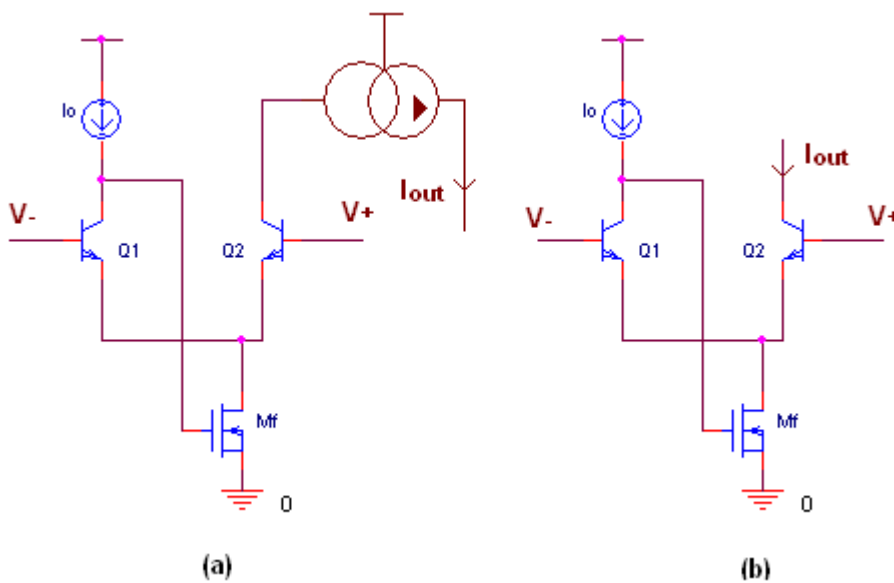 Io
Iout
V-
Q1
Q2
V+
Mf
0
(a)
Io
Iout
V-
Q1
Q2
V+
Mf
0
(b)